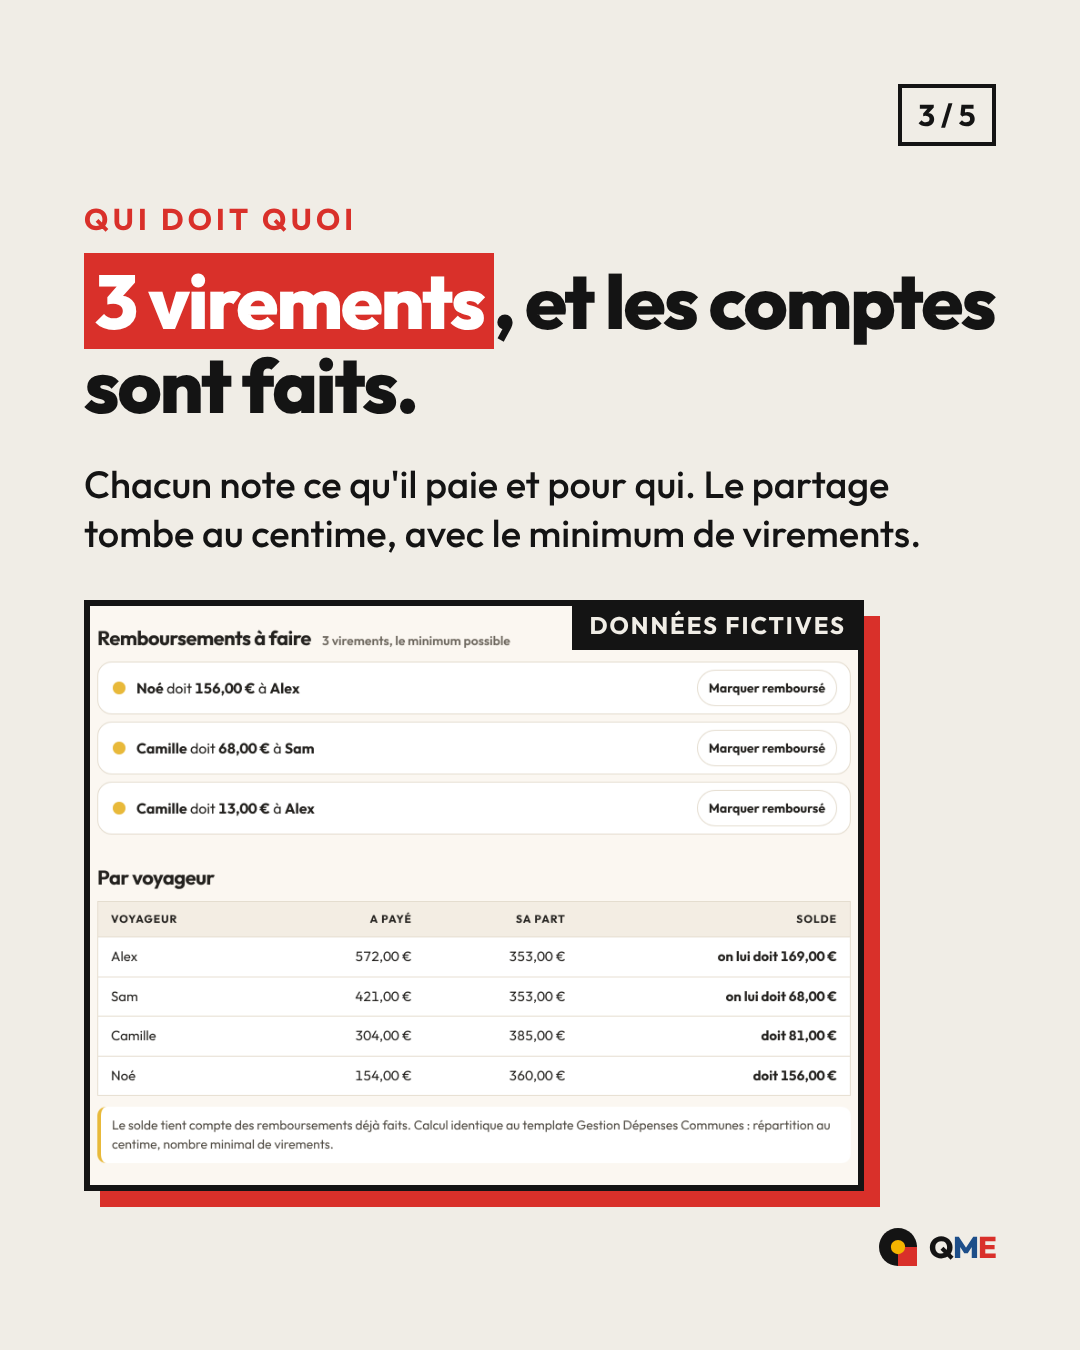 3 / 5
QUI DOIT QUOI
3 virements, et les comptes
sont faits.
Chacun note ce qu'il paie et pour qui. Le partage
tombe au centime, avec le minimum de virements.
DONNÉES FICTIVES
Remboursements à faire 3 virements, le minimum possible
Noé doit 156,00 € à Alex Marquer remboursé
Camille doit 68,00 € à Sam Marquer remboursé
Camille doit 13,00 € à Alex Marquer remboursé
Par voyageur
VOYAGEUR A PAYÉ SA PART SOLDE
Alex 572,00 € 353,00 € on lui doit 169,00 €
Sam 421,00 € 353,00 € on lui doit 68,00 €
Camille 304,00 € 385,00 € doit 81,00 €
Noé 154,00 € 360,00 € doit 156,00 €
Le solde tient compte des remboursements déjà faits. Calcul identique au template Gestion Dépenses Communes : répartition au
centime, nombre minimal de virements.
QME